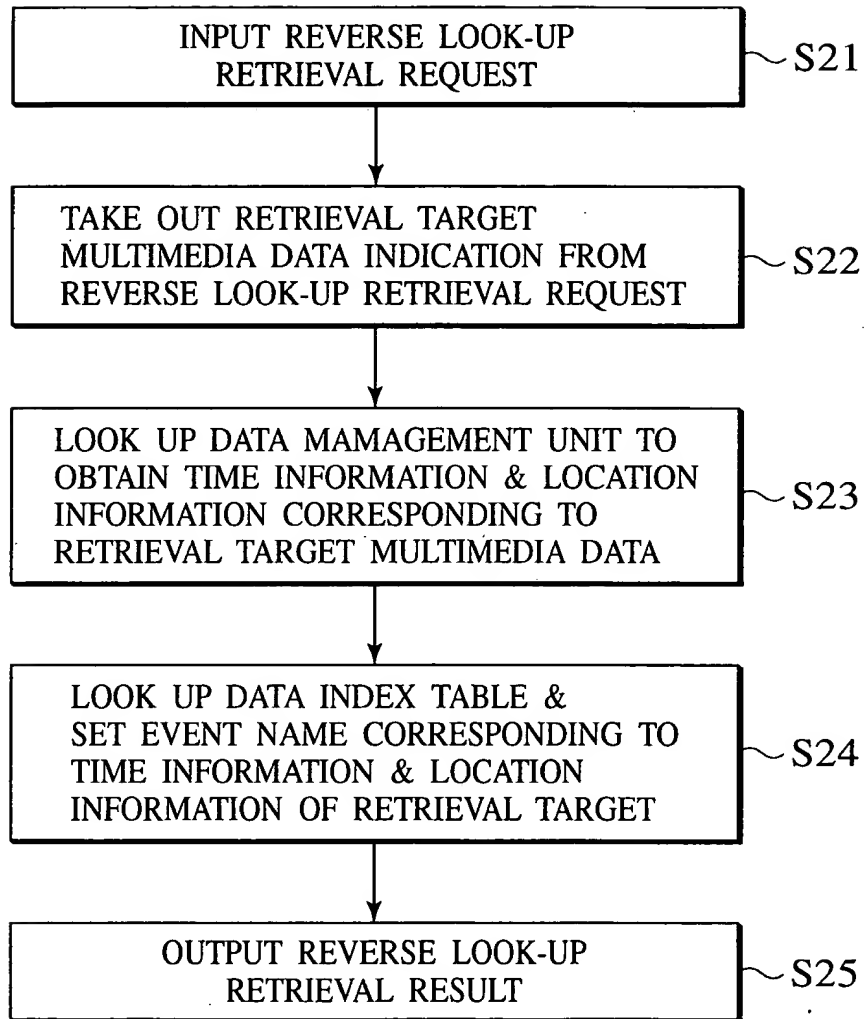 INPUT REVERSE LOOK-UP
RETRIEVAL REQUEST
S21
TAKE OUT RETRIEVAL TARGET
MULTIMEDIA DATA INDICATION FROM
REVERSE LOOK-UP RETRIEVAL REQUEST
S22
LOOK UP DATA MAMAGEMENT UNIT TO
OBTAIN TIME INFORMATION & LOCATION
INFORMATION CORRESPONDING TO
RETRIEVAL TARGET MULTIMEDIA DATA
S23
LOOK UP DATA INDEX TABLE &
SET EVENT NAME CORRESPONDING TO
TIME INFORMATION & LOCATION
INFORMATION OF RETRIEVAL TARGET
S24
OUTPUT REVERSE LOOK-UP
RETRIEVAL RESULT
S25